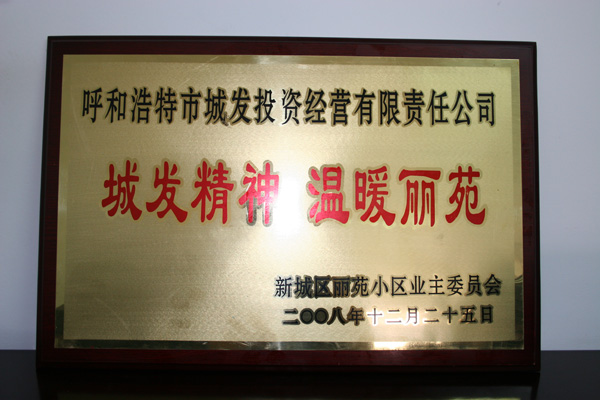 呼和浩特市城发投资经营有限责任公司
城发精神 温暖丽苑
新城区丽苑小区业主委员会
二〇〇八年十二月二十五日